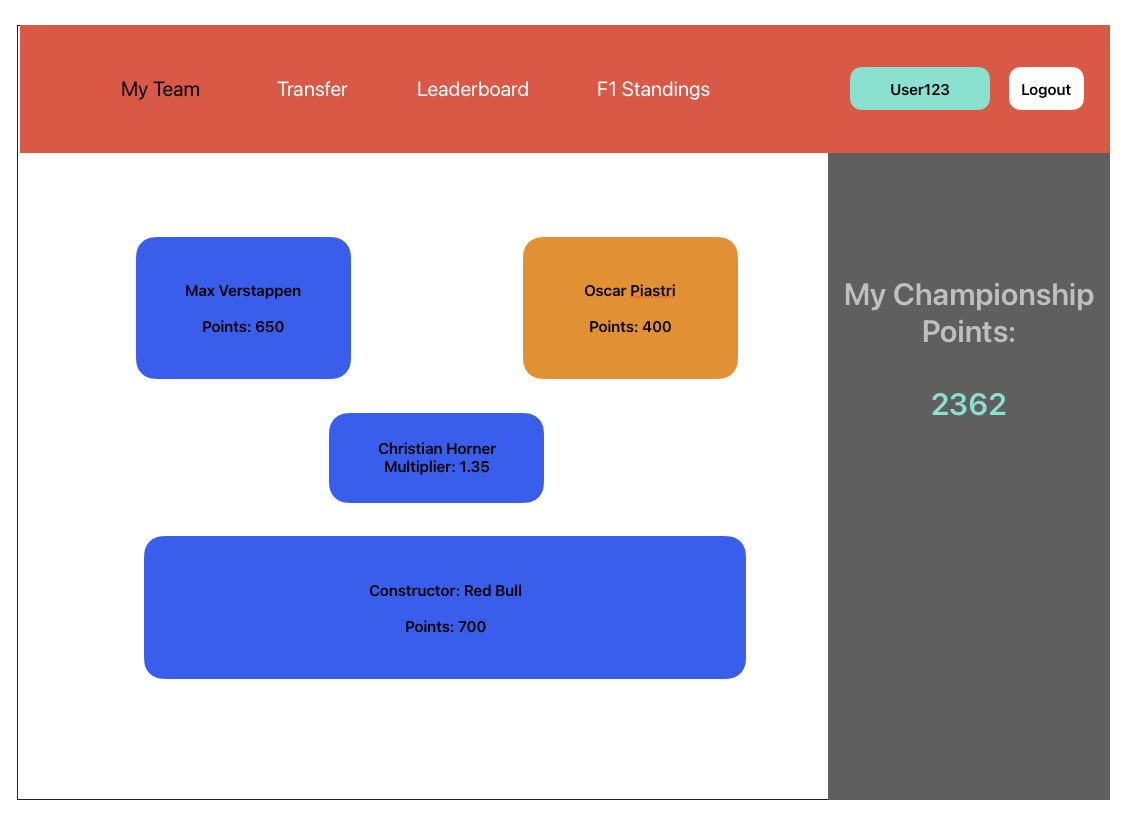 My Team
Transfer
Leaderboard
F1 Standings
User123
Logout
Max Verstappen
Points: 650
Oscar Piastri
Points: 400
Christian Horner
Multiplier: 1.35
Constructor: Red Bull
Points: 700
My Championship
Points:
2362